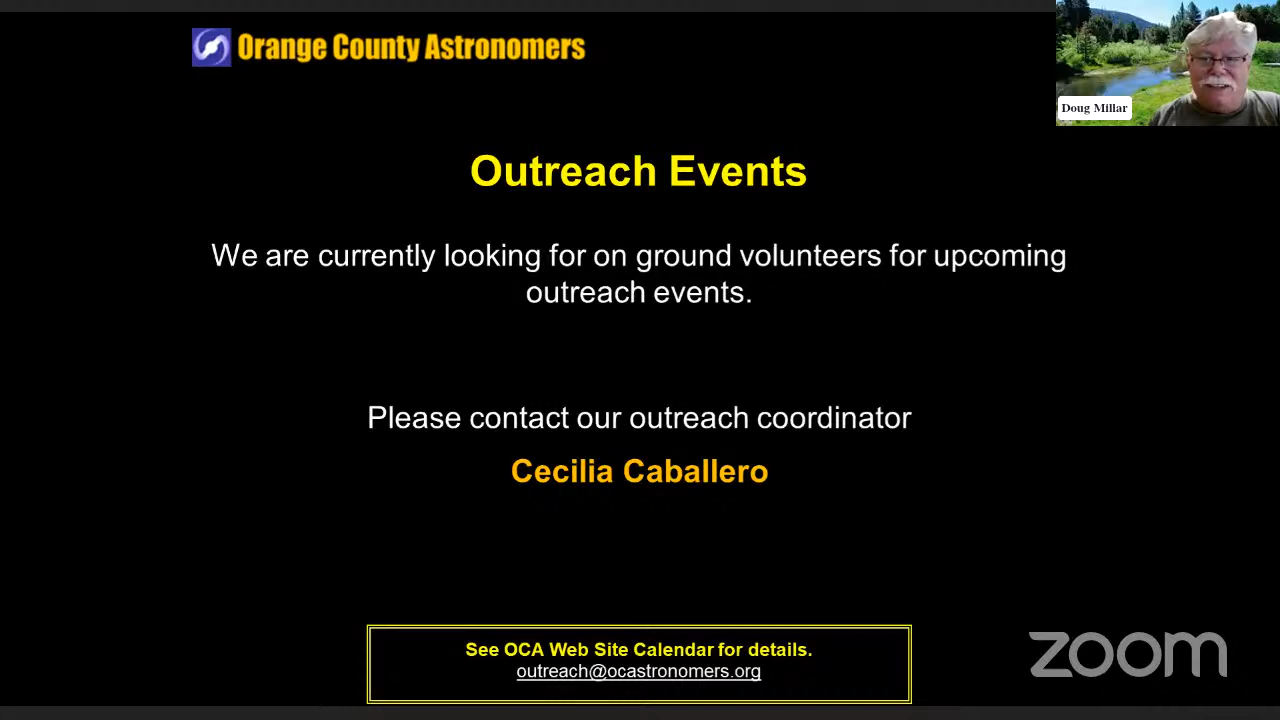 Orange County Astronomers
Doug Millar
Outreach Events
We are currently looking for on ground volunteers for upcoming
outreach events.
Please contact our outreach coordinator
Cecilia Caballero
See OCA Web Site Calendar for details.
outreach@ocastronomers.org
zoom